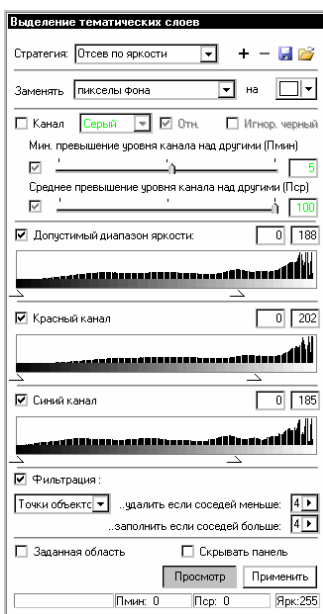 Выделение тематических слоев
Стратегия: Отсев по яркости
Заменять пикселы фона на
Канал Серый Отн. Игнор. черный
Мин. превышение уровня канала над другими (Пмин)
5
Среднее превышение уровня канала над другими (Пср)
100
Допустимый диапазон яркости: 0 188
Красный канал 0 202
Синий канал 0 185
Фильтрация :
Точки объектс ..удалить если соседей меньше: 4
..заполнить если соседей больше: 4
Заданная область Скрывать панель
Просмотр Применить
Пмин: 0 Пср: 0 Ярк:255